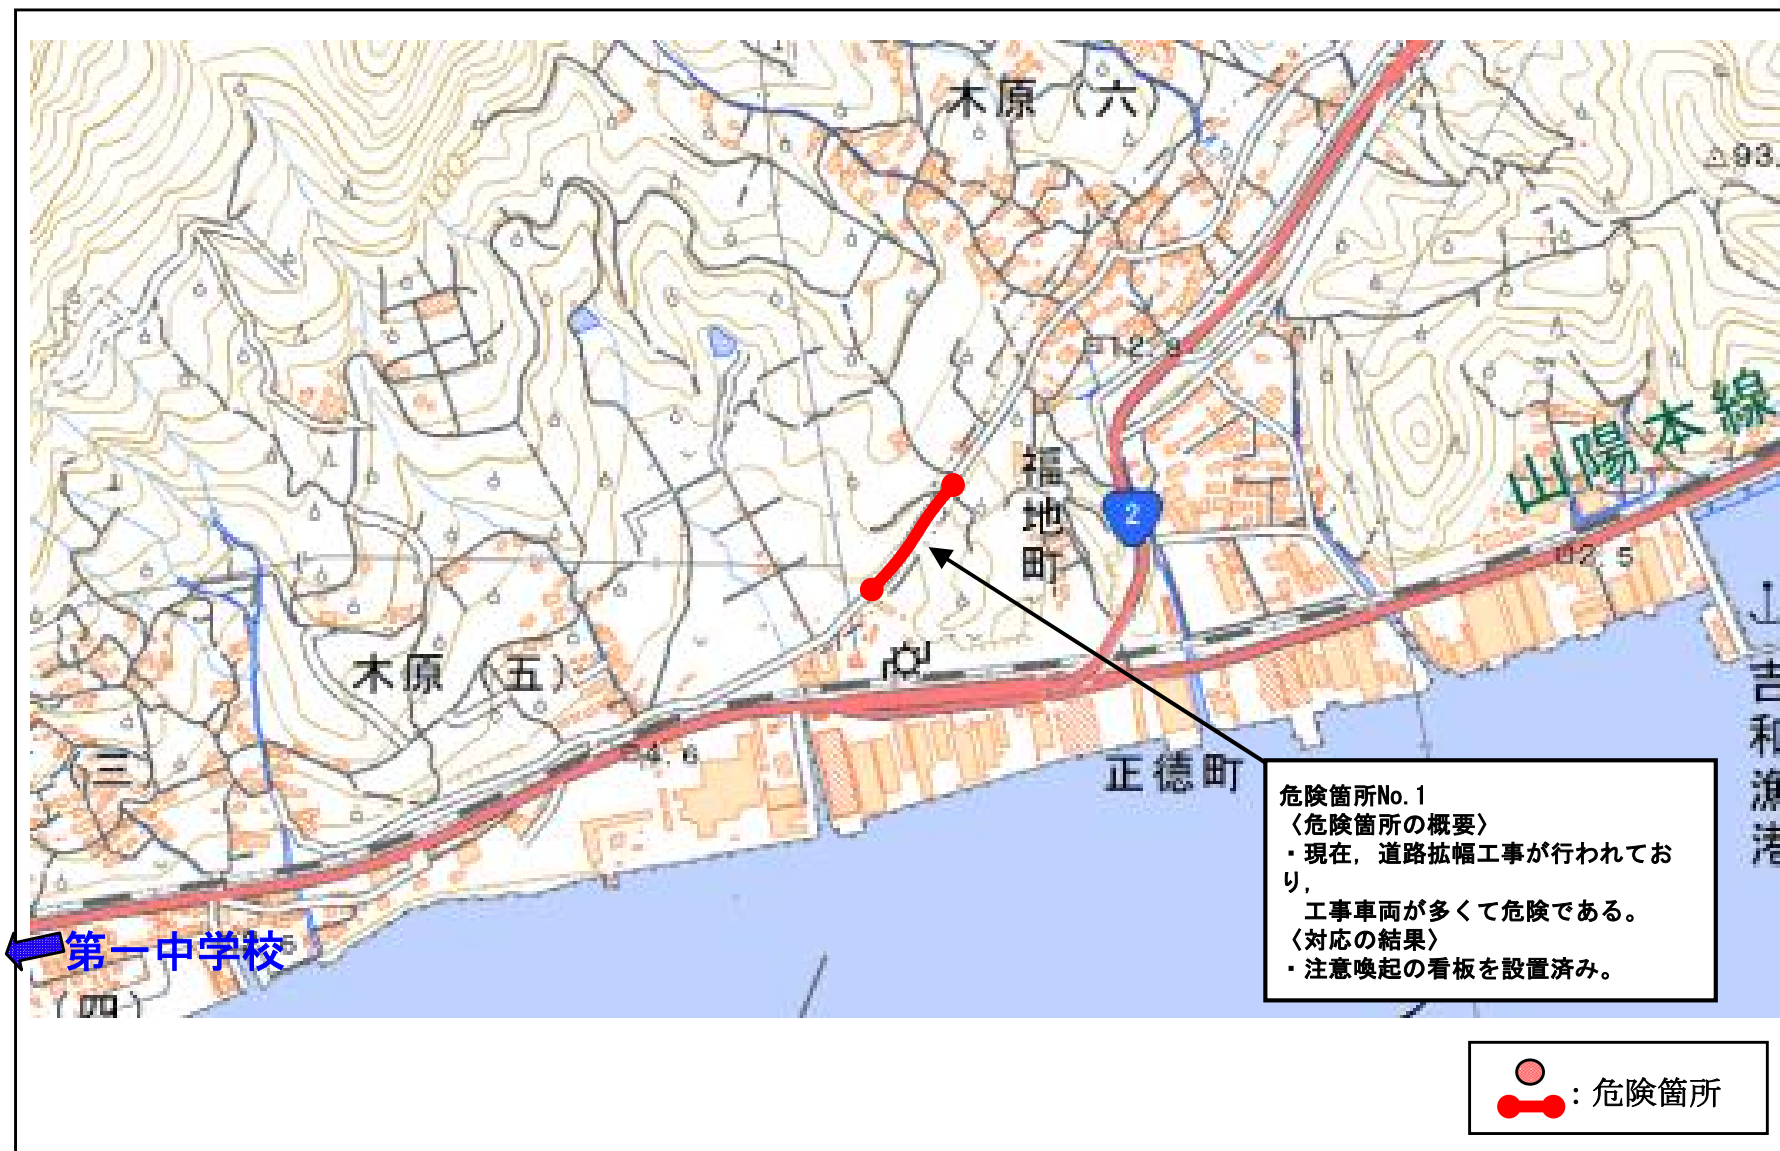 木原（六）
93.
12.9
山陽本線
福地町
2
2.5
木原（五）
三
4.6
正徳町
吉和漁港
危険箇所No.1
〈危険箇所の概要〉
・現在，道路拡幅工事が行われてお
り，
工事車両が多くて危険である。
〈対応の結果〉
・注意喚起の看板を設置済み。
第一中学校
（四）
：危険箇所